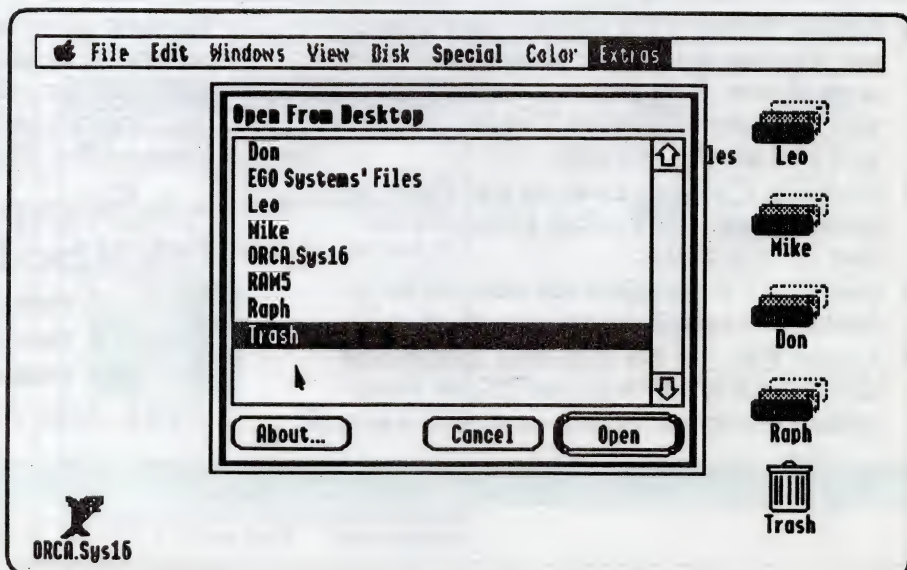 File Edit Windows View Disk Special Color Extras
Open From Desktop
Don
EGO Systems' Files
Leo
Mike
ORCA.Sys16
RAM5
Raph
Trash
About...
Cancel
Open
les
Leo
Mike
Don
Raph
Trash
ORCA.Sys16